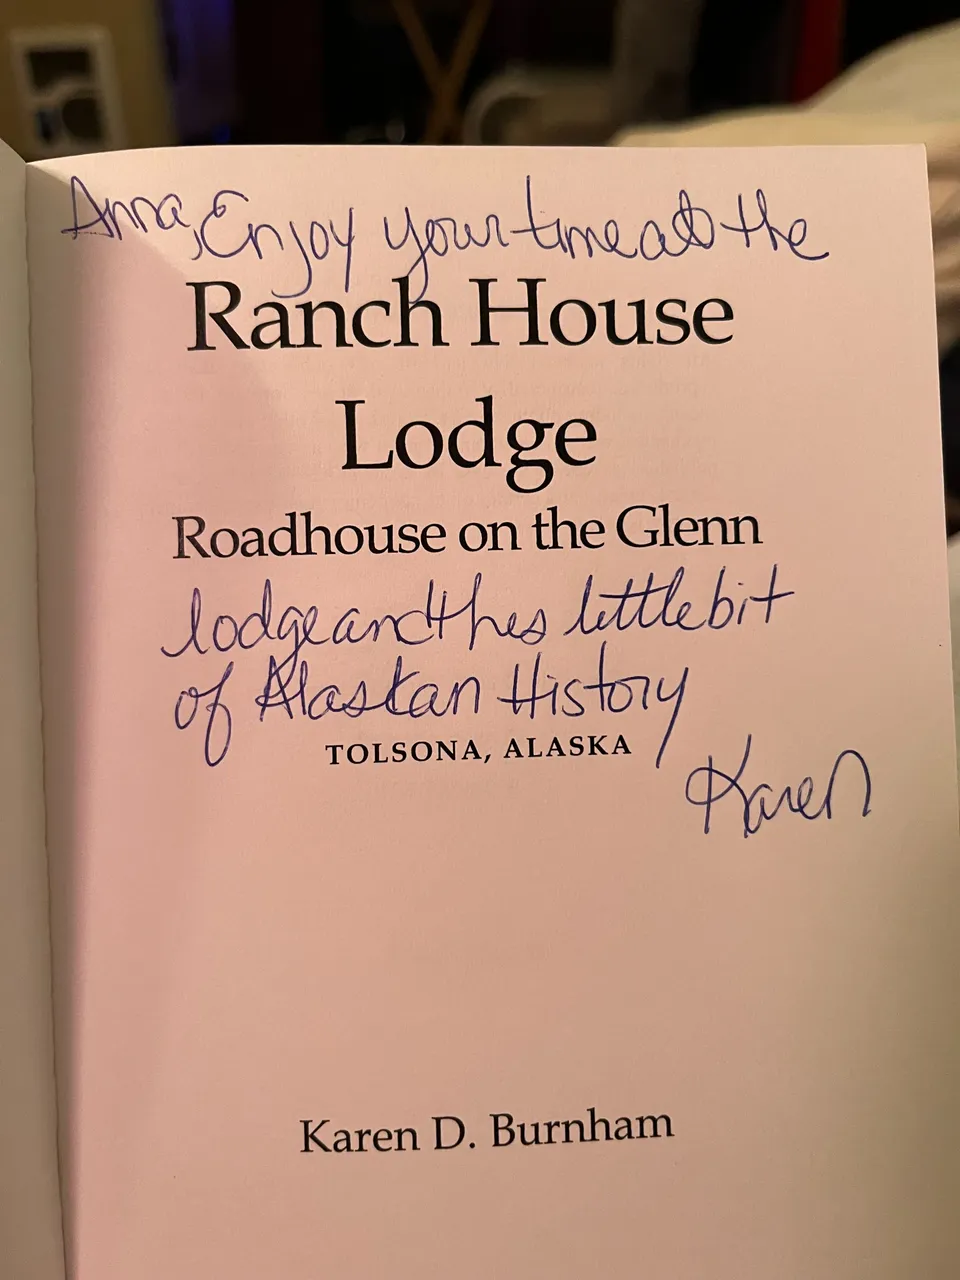 Anna, Enjoy your time at the
Ranch House
Lodge
Roadhouse on the Glenn
lodge and this little bit
of Alaskan History
TOLSONA, ALASKA
Karen
Karen D. Burnham